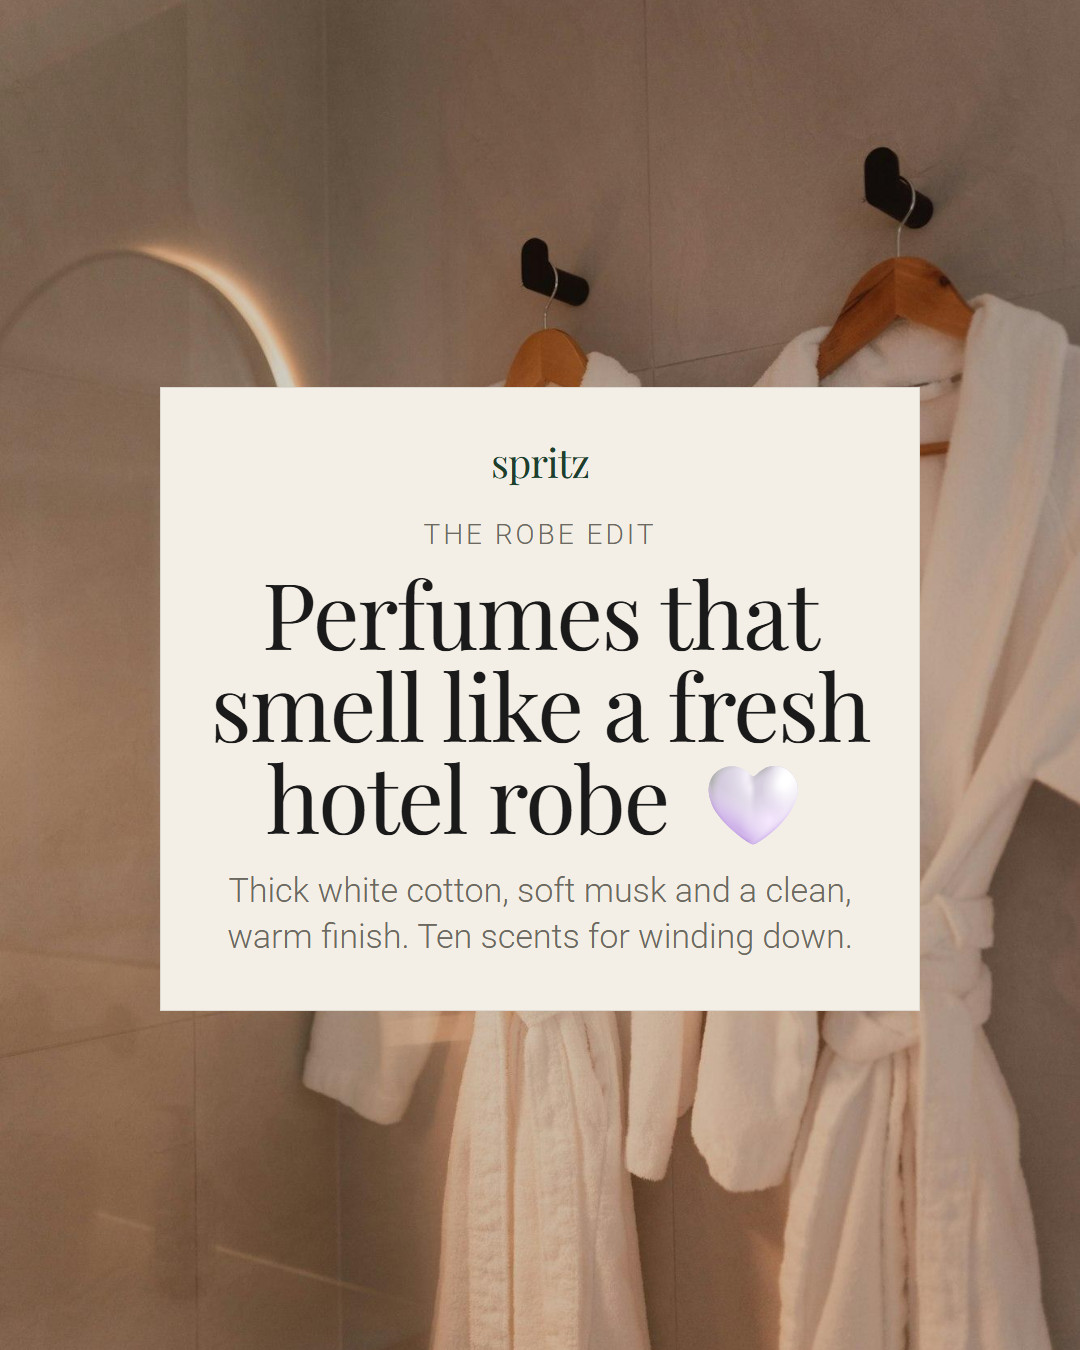 spritz
THE ROBE EDIT
Perfumes that
smell like a fresh
hotel robe 🤍
Thick white cotton, soft musk and a clean,
warm finish. Ten scents for winding down.